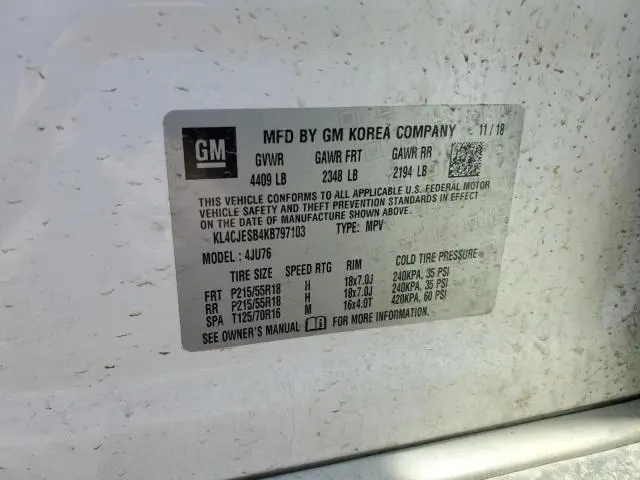 GM MFD BY GM KOREA COMPANY 11/18
GVWR GAWR FRT GAWR RR
4409 LB 2348 LB 2194 LB
THIS VEHICLE CONFORMS TO ALL APPLICABLE U.S. FEDERAL MOTOR
VEHICLE SAFETY AND THEFT PREVENTION STANDARDS IN EFFECT
ON THE DATE OF MANUFACTURE SHOWN ABOVE.
KL4CJESB4KB797103 TYPE: MPV
MODEL: 4JU76
TIRE SIZE SPEED RTG RIM COLD TIRE PRESSURE
FRT P215/55R18 H 18x7.0J 240KPA, 35 PSI
RR P215/55R18 H 18x7.0J 240KPA, 35 PSI
SPA T125/70R16 M 16x4.0T 420KPA, 60 PSI
SEE OWNER'S MANUAL FOR MORE INFORMATION.